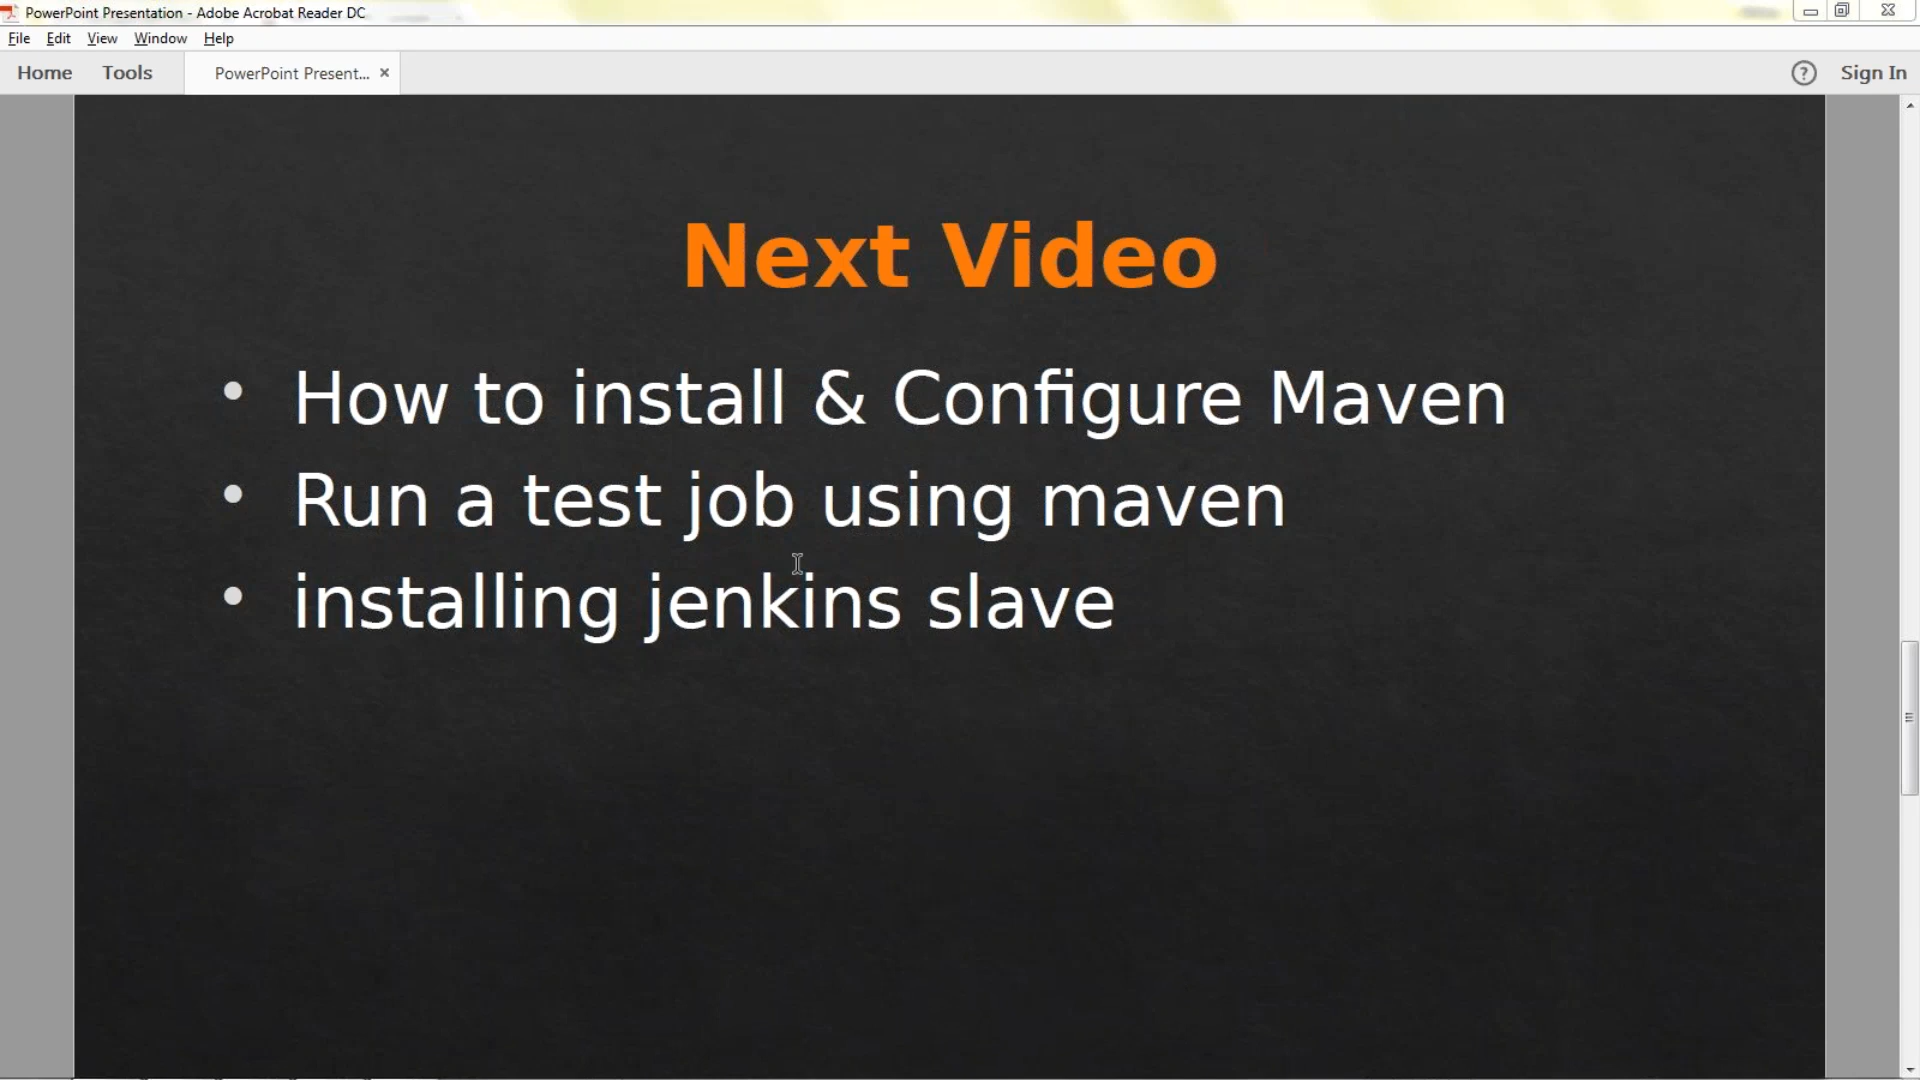 PowerPoint Presentation - Adobe Acrobat Reader DC
File Edit View Window Help
Home Tools PowerPoint Present... × ? Sign In
Next Video
• How to install & Configure Maven
• Run a test job using maven
• installing jenkins slave